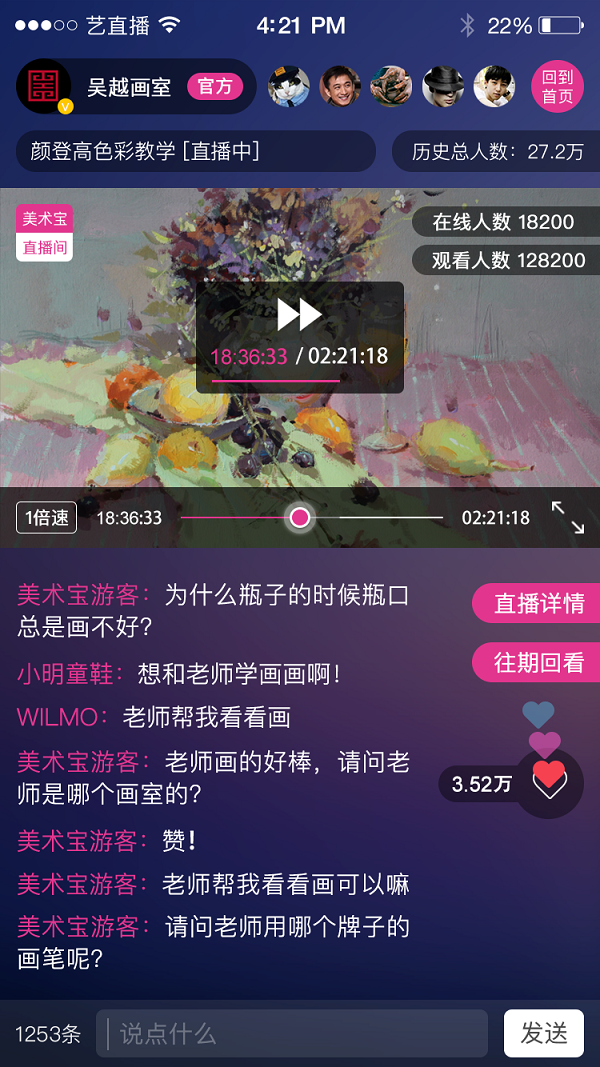 艺直播
4:21 PM
22%
吴越画室 官方
回到
首页
颜登高色彩教学 [直播中]
历史总人数：27.2万
美术宝
直播间
在线人数 18200
观看人数 128200
18:36:33 / 02:21:18
1倍速 18:36:33 02:21:18
美术宝游客：为什么瓶子的时候瓶口
总是画不好？
直播详情
小明童鞋：想和老师学画画啊！
往期回看
WILMO：老师帮我看看画
美术宝游客：老师画的好棒，请问老
师是哪个画室的？
3.52万
美术宝游客：赞！
美术宝游客：老师帮我看看画可以嘛
美术宝游客：请问老师用哪个牌子的
画笔呢？
1253条 说点什么 发送